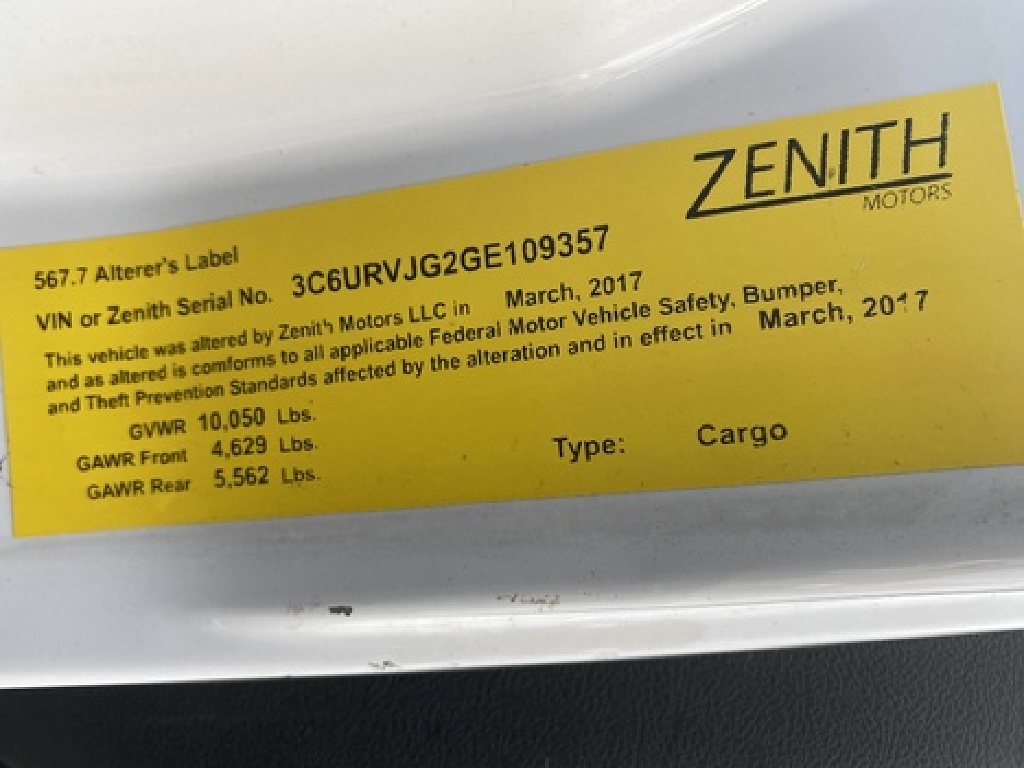 ZENITH
MOTORS
567.7 Alterer's Label
VIN or Zenith Serial No. 3C6URVJG2GE109357
This vehicle was altered by Zenith Motors LLC in March, 2017
and as altered is comforms to all applicable Federal Motor Vehicle Safety, Bumper,
and Theft Prevention Standards affected by the alteration and in effect in March, 2017
GVWR 10,050 Lbs.
GAWR Front 4,629 Lbs.
GAWR Rear 5,562 Lbs.
Type: Cargo